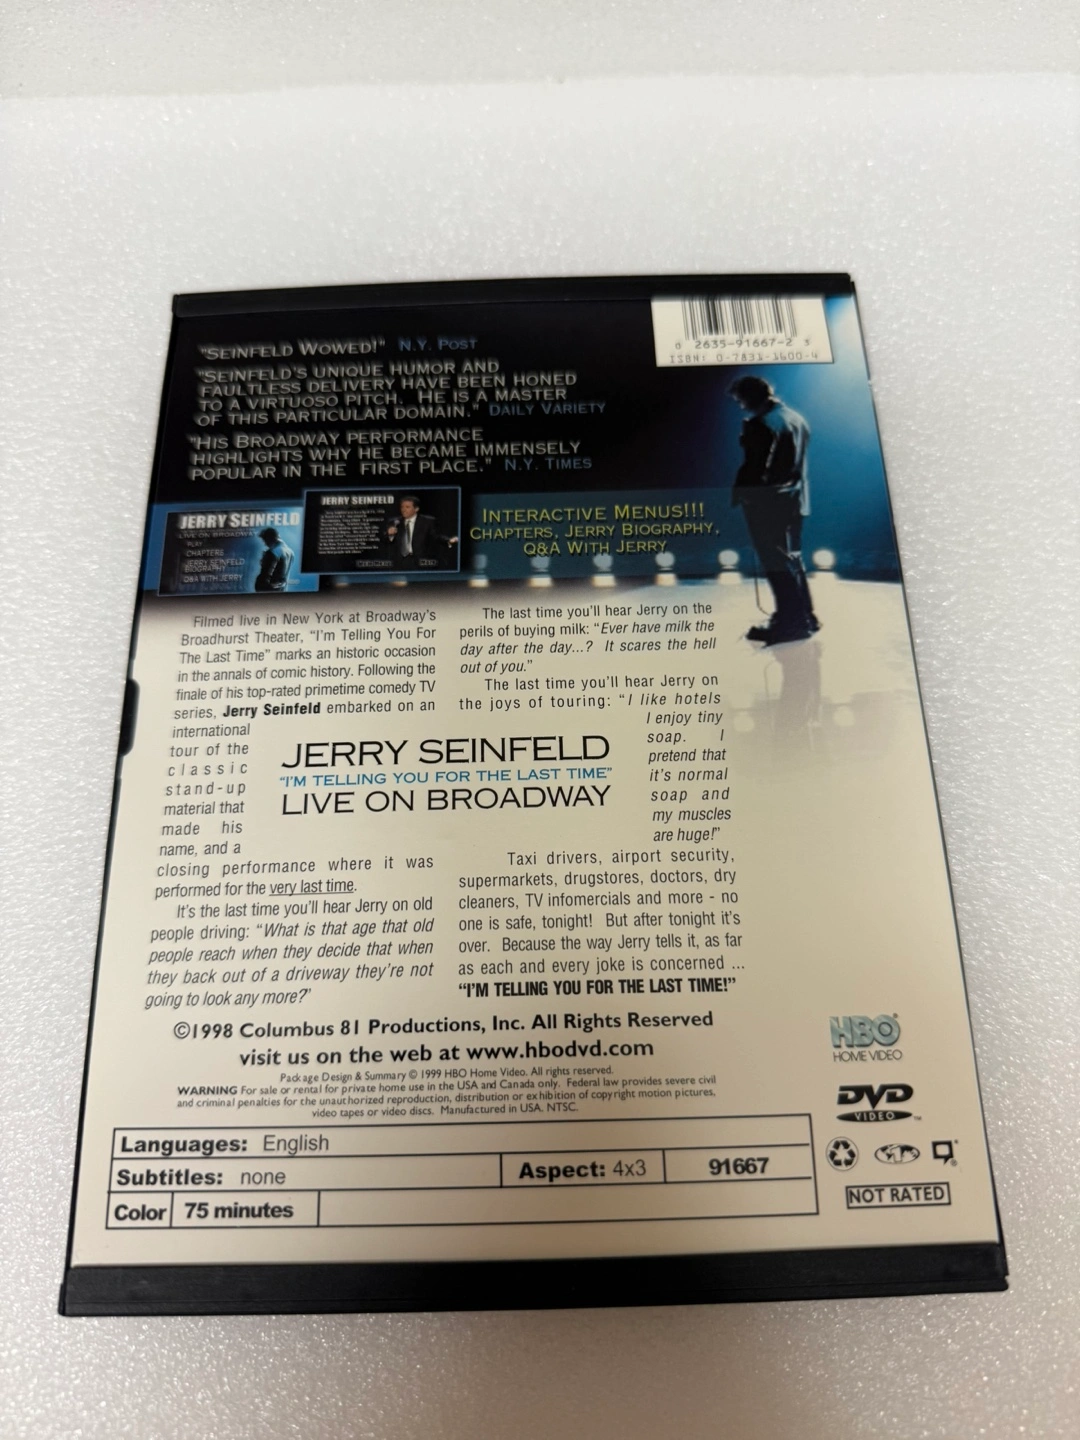 "SEINFELD WOWED!" N.Y. POST
"SEINFELD'S UNIQUE HUMOR AND
FAULTLESS DELIVERY HAVE BEEN HONED
TO A VIRTUOSO PITCH. HE IS A MASTER
OF THIS PARTICULAR DOMAIN." DAILY VARIETY
"HIS BROADWAY PERFORMANCE
HIGHLIGHTS WHY HE BECAME IMMENSELY
POPULAR IN THE FIRST PLACE." N.Y. TIMES
0 2635-91667-2 3
ISBN: 0-7831-1600-4
JERRY SEINFELD
LIVE ON BROADWAY
PLAY
CHAPTERS
JERRY SEINFELD
BIOGRAPHY
Q&A WITH JERRY
JERRY SEINFELD
INTERACTIVE MENUS!!!
CHAPTERS, JERRY BIOGRAPHY,
Q&A WITH JERRY
Filmed live in New York at Broadway's
Broadhurst Theater, "I'm Telling You For
The Last Time" marks an historic occasion
in the annals of comic history. Following the
finale of his top-rated primetime comedy TV
series, Jerry Seinfeld embarked on an
international
tour of the
classic
stand-up
material that
made his
name, and a
closing performance where it was
performed for the very last time.
It's the last time you'll hear Jerry on old
people driving: "What is that age that old
people reach when they decide that when
they back out of a driveway they're not
going to look any more?"
JERRY SEINFELD
"I'M TELLING YOU FOR THE LAST TIME"
LIVE ON BROADWAY
The last time you'll hear Jerry on the
perils of buying milk: "Ever have milk the
day after the day...? It scares the hell
out of you."
The last time you'll hear Jerry on
the joys of touring: "I like hotels
I enjoy tiny
soap. I
pretend that
it's normal
soap and
my muscles
are huge!"
Taxi drivers, airport security,
supermarkets, drugstores, doctors, dry
cleaners, TV infomercials and more - no
one is safe, tonight! But after tonight it's
over. Because the way Jerry tells it, as far
as each and every joke is concerned ...
"I'M TELLING YOU FOR THE LAST TIME!"
©1998 Columbus 81 Productions, Inc. All Rights Reserved
visit us on the web at www.hbodvd.com
Package Design & Summary © 1999 HBO Home Video. All rights reserved.
WARNING For sale or rental for private home use in the USA and Canada only. Federal law provides severe civil
and criminal penalties for the unauthorized reproduction, distribution or exhibition of copyright motion pictures,
video tapes or video discs. Manufactured in USA. NTSC.
HBO
HOME VIDEO
DVD
VIDEO ™
NOT RATED
Languages: English
Subtitles: none
Aspect: 4x3
91667
Color
75 minutes